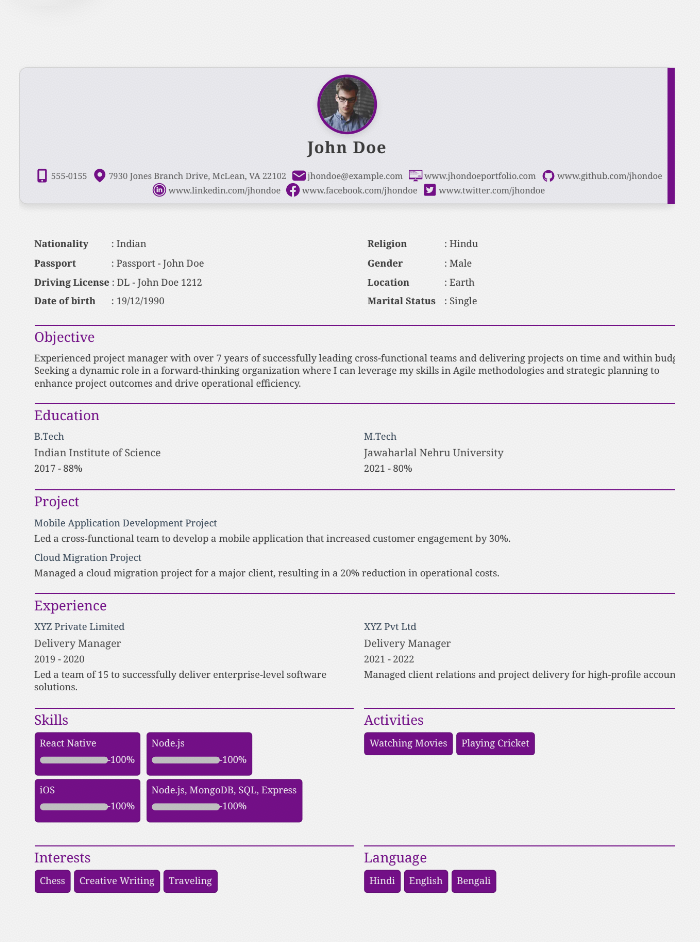 John Doe
555-0155 7930 Jones Branch Drive, McLean, VA 22102 jhondoe@example.com www.jhondoeportfolio.com www.github.com/jhondoe
www.linkedin.com/jhondoe www.facebook.com/jhondoe www.twitter.com/jhondoe
Nationality : Indian Religion : Hindu
Passport : Passport - John Doe Gender : Male
Driving License : DL - John Doe 1212 Location : Earth
Date of birth : 19/12/1990 Marital Status : Single
Objective
Experienced project manager with over 7 years of successfully leading cross-functional teams and delivering projects on time and within
Seeking a dynamic role in a forward-thinking organization where I can leverage my skills in Agile methodologies and strategic planning to
enhance project outcomes and drive operational efficiency.
Education
B.Tech
Indian Institute of Science
2017 - 88%
M.Tech
Jawaharlal Nehru University
2021 - 80%
Project
Mobile Application Development Project
Led a cross-functional team to develop a mobile application that increased customer engagement by 30%.
Cloud Migration Project
Managed a cloud migration project for a major client, resulting in a 20% reduction in operational costs.
Experience
XYZ Private Limited
Delivery Manager
2019 - 2020
Led a team of 15 to successfully deliver enterprise-level software
solutions.
XYZ Pvt Ltd
Delivery Manager
2021 - 2022
Managed client relations and project delivery for high-profile accoun
Skills
React Native
-100%
Node.js
-100%
iOS
-100%
Node.js, MongoDB, SQL, Express
-100%
Activities
Watching Movies Playing Cricket
Interests
Chess Creative Writing Traveling
Language
Hindi English Bengali